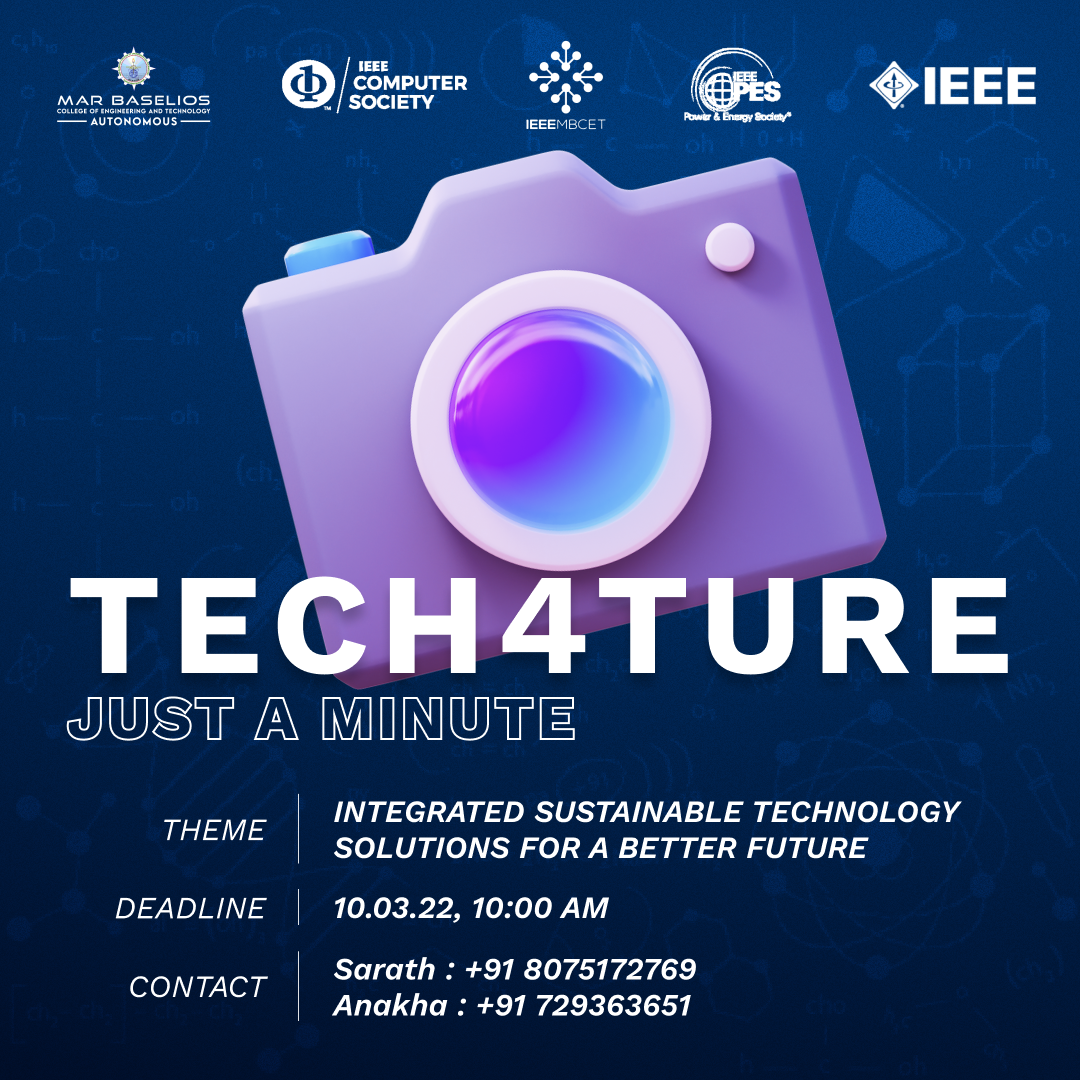 MAR BASELIOS
COLLEGE OF ENGINEERING AND TECHNOLOGY
AUTONOMOUS
IEEE
COMPUTER
SOCIETY
TM
IEEEMBCET
IEEE
PES
Power & Energy Society®
IEEE
TECH4TURE
JUST A MINUTE
THEME
INTEGRATED SUSTAINABLE TECHNOLOGY
SOLUTIONS FOR A BETTER FUTURE
DEADLINE
10.03.22, 10:00 AM
CONTACT
Sarath : +91 8075172769
Anakha : +91 729363651